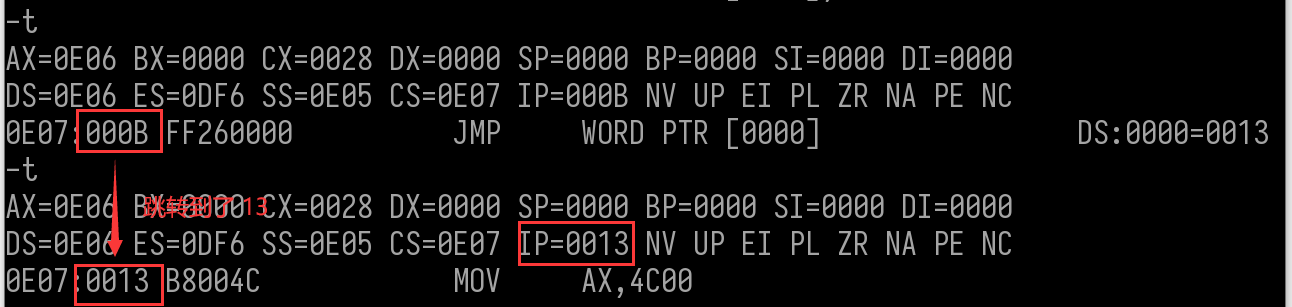 -t
AX=0E06 BX=0000 CX=0028 DX=0000 SP=0000 BP=0000 SI=0000 DI=0000
DS=0E06 ES=0DF6 SS=0E05 CS=0E07 IP=000B NV UP EI PL ZR NA PE NC
0E07:000B FF260000 JMP WORD PTR [0000] DS:0000=0013
-t
AX=0E06 BX=0000 CX=0028 DX=0000 SP=0000 BP=0000 SI=0000 DI=0000
跳转到了 13
DS=0E06 ES=0DF6 SS=0E05 CS=0E07 IP=0013 NV UP EI PL ZR NA PE NC
0E07:0013 B8004C MOV AX,4C00